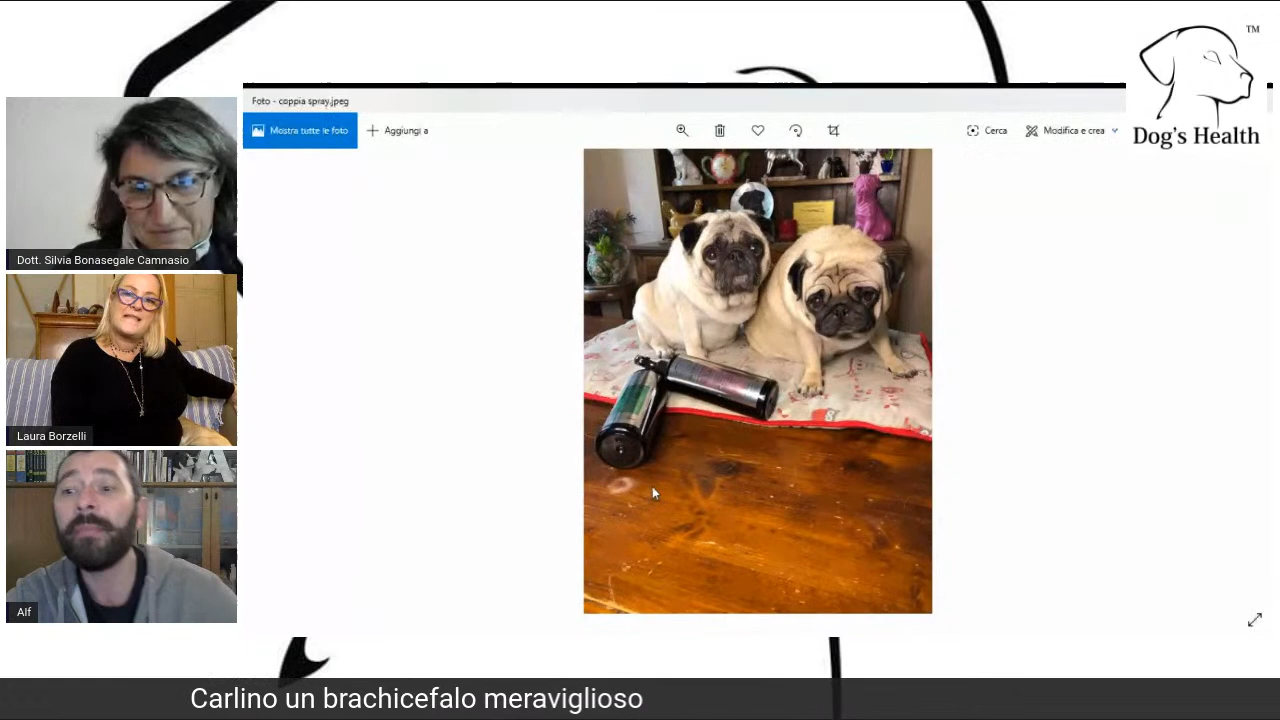 TM
Dog's Health
Foto - coppia spray.jpeg
Mostra tutte le foto
Aggiungi a
Cerca
Modifica e crea
Dott. Silvia Bonasegale Camnasio
Laura Borzelli
Alf
Carlino un brachicefalo meraviglioso